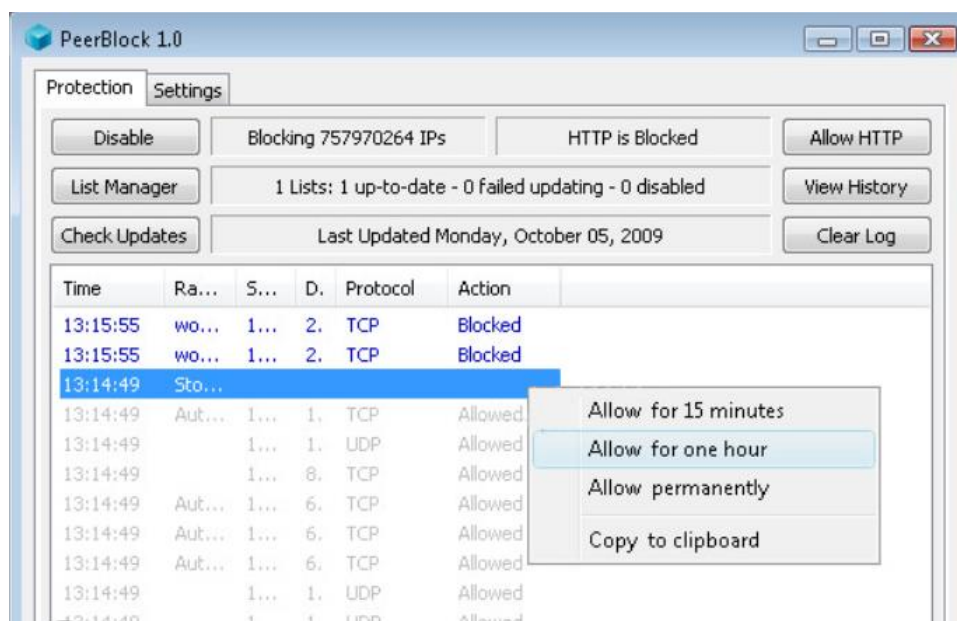 PeerBlock 1.0
Protection Settings
Disable Blocking 757970264 IPs HTTP is Blocked Allow HTTP
List Manager 1 Lists: 1 up-to-date - 0 failed updating - 0 disabled View History
Check Updates Last Updated Monday, October 05, 2009 Clear Log
Time Ra... S... D. Protocol Action
13:15:55 wo... 1... 2. TCP Blocked
13:15:55 wo... 1... 2. TCP Blocked
13:14:49 Sto...
13:14:49 Aut... 1... 1. TCP Allowed
13:14:49 1... 1. UDP Allowed
13:14:49 1... 8. TCP Allowed
13:14:49 Aut... 1... 6. TCP Allowed
13:14:49 Aut... 1... 6. TCP Allowed
13:14:49 Aut... 1... 6. TCP Allowed
13:14:49 1... 1. UDP Allowed
Allow for 15 minutes
Allow for one hour
Allow permanently
Copy to clipboard